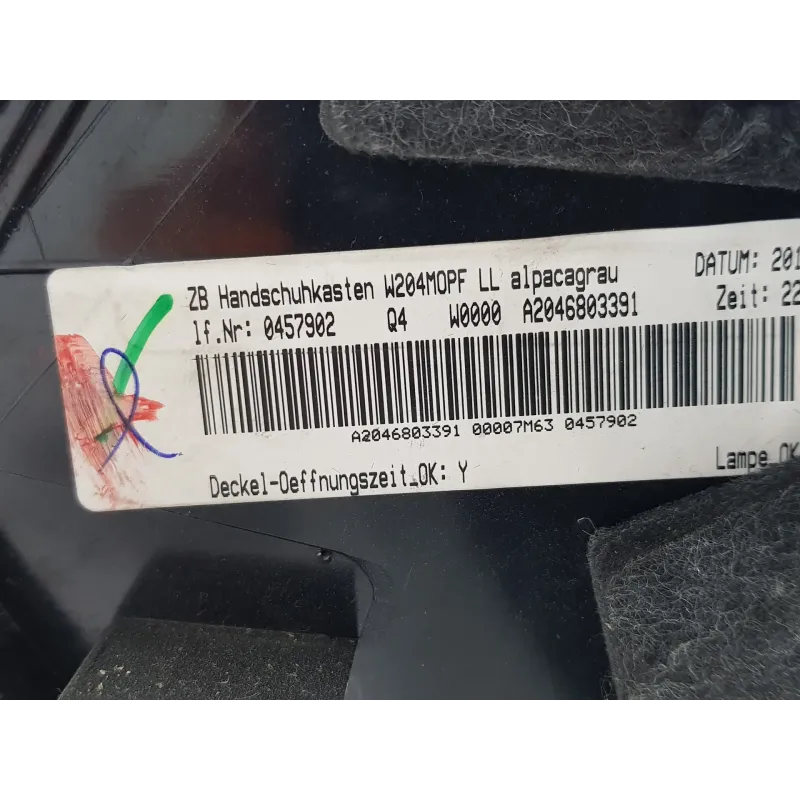 ZB Handschuhkasten W204MOPF LL alpacagrau DATUM: 201
lf.Nr: 0457902 Q4 W0000 A2046803391 Zeit: 22
A2046803391 00007M63 0457902
Deckel-Oeffnungszeit_OK: Y Lampe OK